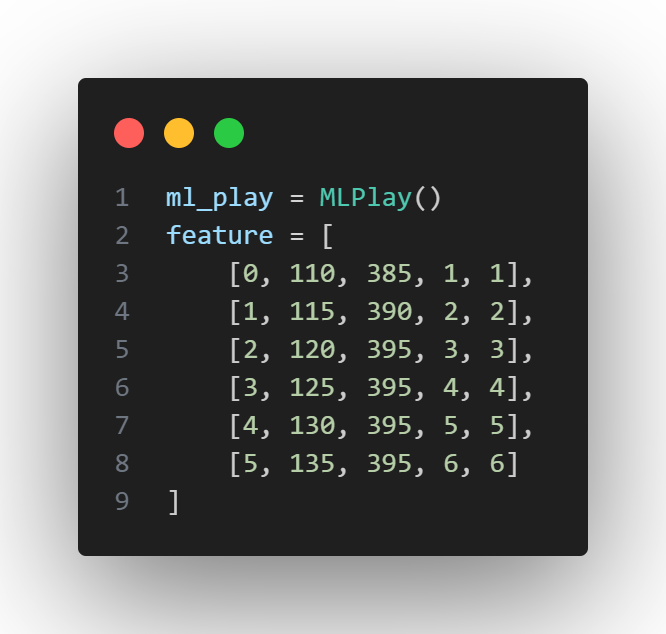 1 ml_play = MLPlay()
2 feature = [
3     [0, 110, 385, 1, 1],
4     [1, 115, 390, 2, 2],
5     [2, 120, 395, 3, 3],
6     [3, 125, 395, 4, 4],
7     [4, 130, 395, 5, 5],
8     [5, 135, 395, 6, 6]
9 ]